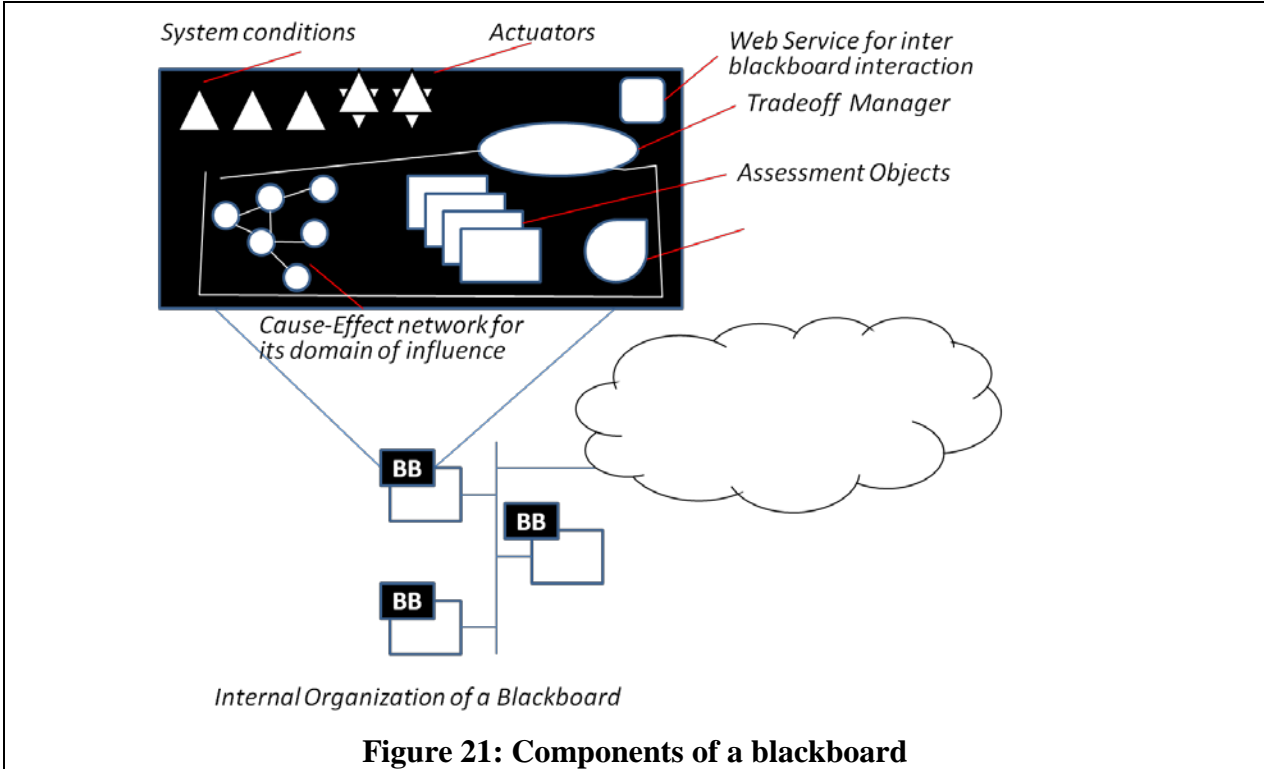 System conditions
Actuators
Web Service for inter
blackboard interaction
Tradeoff Manager
Assessment Objects
Cause-Effect network for
its domain of influence
BB
BB
BB
Internal Organization of a Blackboard
Figure 21: Components of a blackboard